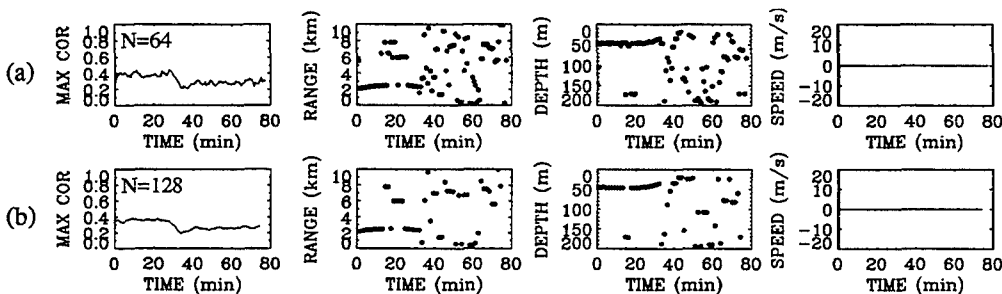 (a)
MAX COR
1.0
0.8
0.6
0.4
0.2
0.0
N=64
0 20 40 60 80
TIME (min)
RANGE (km)
10
8
6
4
2
0
0 20 40 60 80
TIME (min)
DEPTH (m)
0
50
100
150
200
0 20 40 60 80
TIME (min)
SPEED (m/s)
20
10
0
-10
-20
0 20 40 60 80
TIME (min)
(b)
MAX COR
1.0
0.8
0.6
0.4
0.2
0.0
N=128
0 20 40 60 80
TIME (min)
RANGE (km)
10
8
6
4
2
0
0 20 40 60 80
TIME (min)
DEPTH (m)
0
50
100
150
200
0 20 40 60 80
TIME (min)
SPEED (m/s)
20
10
0
-10
-20
0 20 40 60 80
TIME (min)